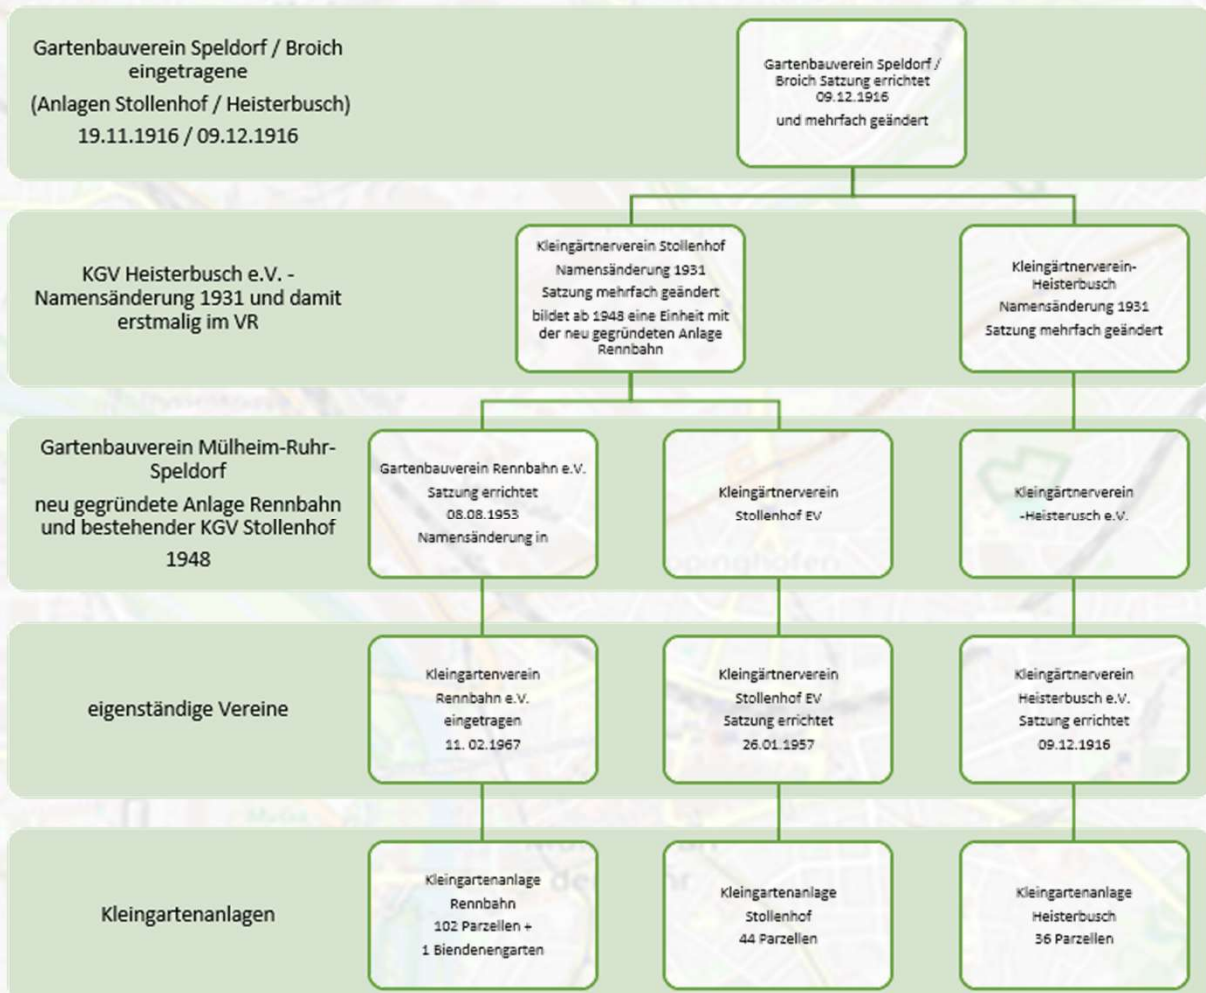 Gartenbauverein Speldorf / Broich
eingetragene
(Anlagen Stollenhof / Heisterbusch)
19.11.1916 / 09.12.1916
Gartenbauverein Speldorf /
Broich Satzung errichtet
09.12.1916
und mehrfach geändert
KGV Heisterbusch e.V. -
Namensänderung 1931 und damit
erstmalig im VR
Kleingärtnerverein Stollenhof
Namensänderung 1931
Satzung mehrfach geändert
bildet ab 1948 eine Einheit mit
der neu gegründeten Anlage
Rennbahn
Kleingärtnerverein-
Heisterbusch
Namensänderung 1931
Satzung mehrfach geändert
Gartenbauverein Mülheim-Ruhr-
Speldorf
neu gegründete Anlage Rennbahn
und bestehender KGV Stollenhof
1948
Gartenbauverein Rennbahn e.V.
Satzung errichtet
08.08.1953
Namensänderung in
Kleingärtnerverein
Stollenhof EV
Kleingärtnerverein
-Heisterusch e.V.
eigenständige Vereine
Kleingartenverein
Rennbahn e.V.
eingetragen
11. 02.1967
Kleingärtnerverein
Stollenhof EV
Satzung errichtet
26.01.1957
Kleingärtnerverein
Heisterbusch e.V.
Satzung errichtet
09.12.1916
Kleingartenanlagen
Kleingartenanlage
Rennbahn
102 Parzellen +
1 Biendenengarten
Kleingartenanlage
Stollenhof
44 Parzellen
Kleingartenanlage
Heisterbusch
36 Parzellen